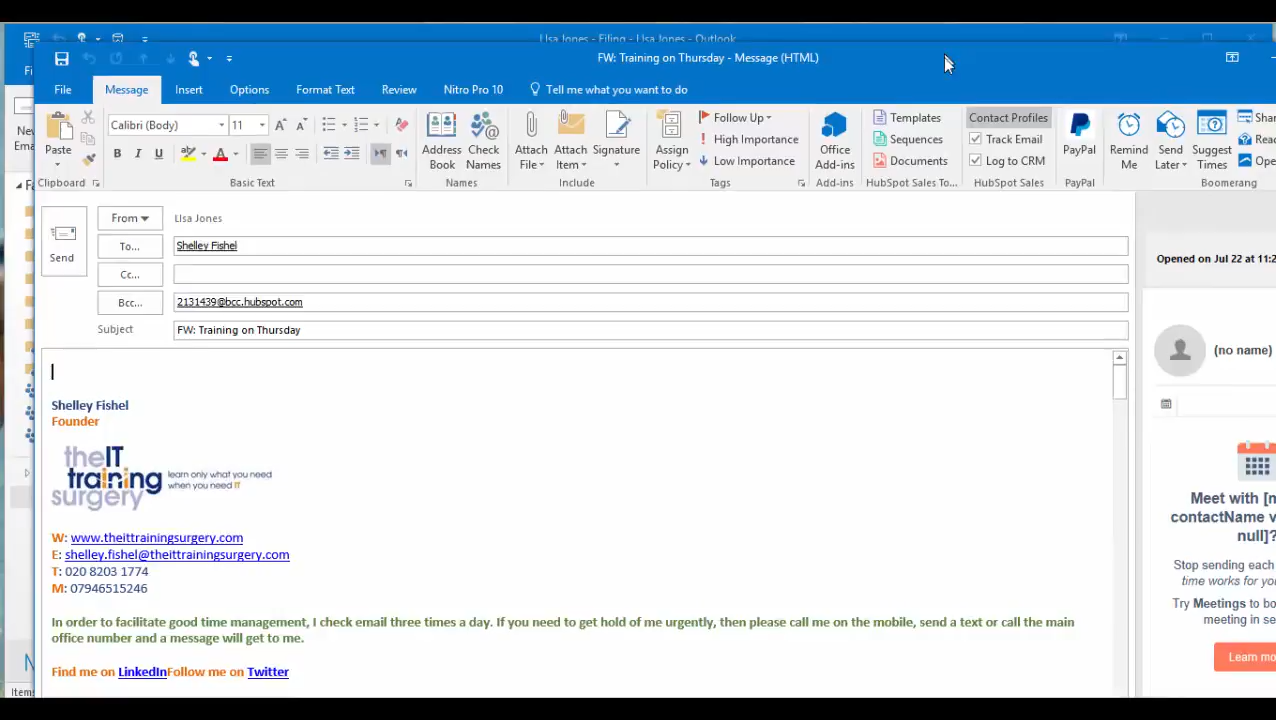 LIsa Jones - Filing - LIsa Jones - Outlook
FW: Training on Thursday - Message (HTML)
File Message Insert Options Format Text Review Nitro Pro 10 Tell me what you want to do
Calibri (Body) 11
Follow Up
Templates
Contact Profiles
High Importance
Sequences
Track Email
Paste
Address Book
Check Names
Attach File
Attach Item
Signature
Assign Policy
Low Importance
Office Add-ins
Documents
Log to CRM
PayPal
Remind Me
Send Later
Suggest Times
B I U A
Clipboard Basic Text Names Include Tags Add-ins HubSpot Sales To... HubSpot Sales PayPal Boomerang
Send
From LIsa Jones
To... Shelley Fishel
Cc...
Bcc... 2131439@bcc.hubspot.com
Subject FW: Training on Thursday
Shelley Fishel
Founder
theIT training surgery
learn only what you need
when you need IT
W: www.theittrainingsurgery.com
E: shelley.fishel@theittrainingsurgery.com
T: 020 8203 1774
M: 07946515246
In order to facilitate good time management, I check email three times a day. If you need to get hold of me urgently, then please call me on the mobile, send a text or call the main
office number and a message will get to me.
Find me on LinkedInFollow me on Twitter
Opened on Jul 22 at 11:2
(no name)
Meet with [m
contactName v
null]?
Stop sending each
time works for yo
Try Meetings to bo
meeting in se
Learn mo
Items